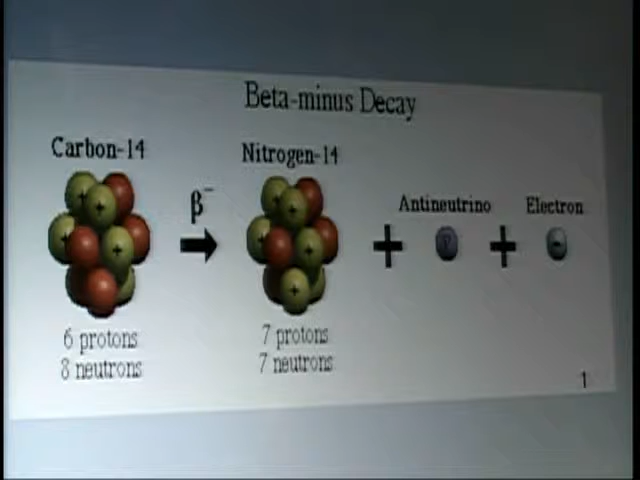 Beta-minus Decay
Carbon-14
Nitrogen-14
β⁻
Antineutrino
Electron
6 protons
8 neutrons
7 protons
7 neutrons
1